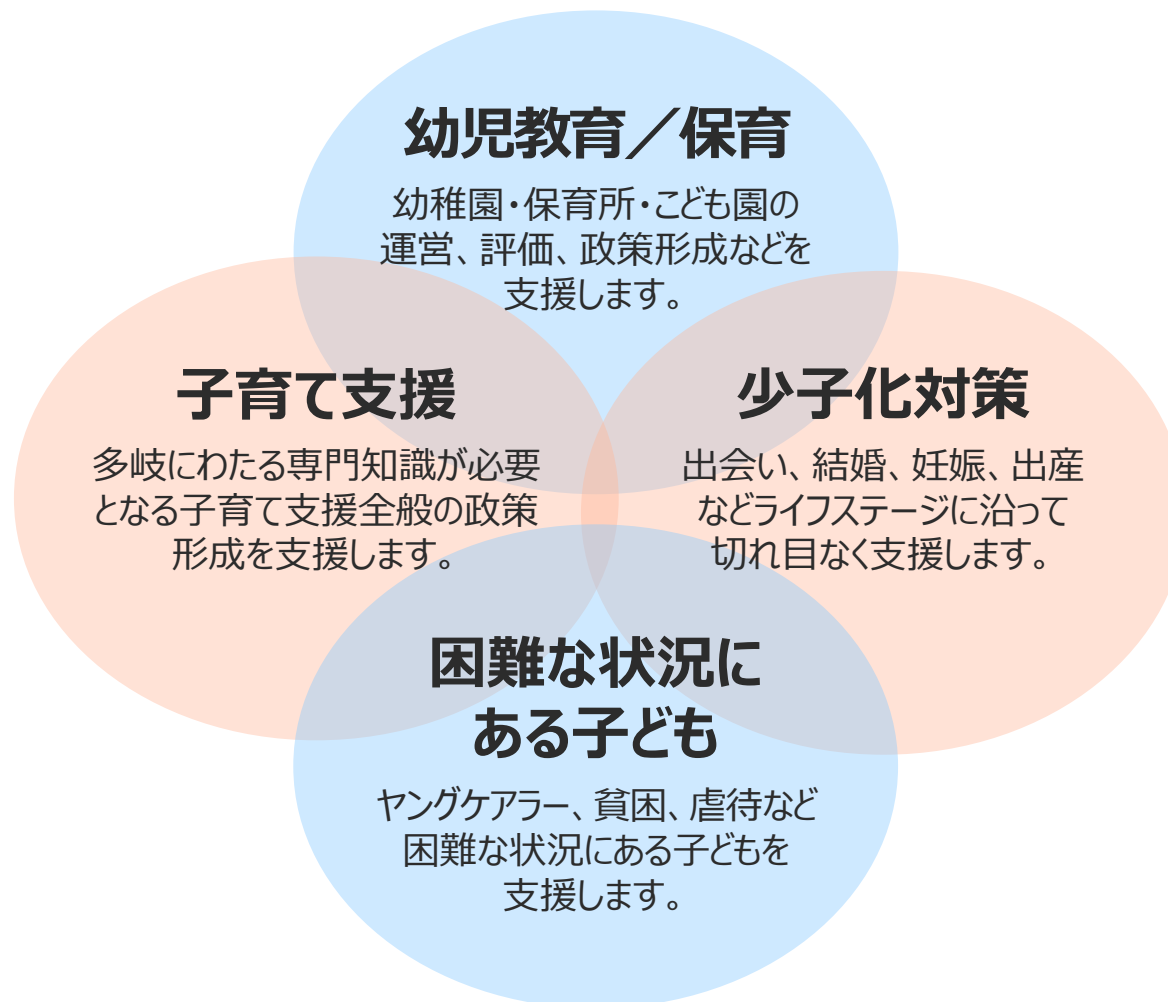 幼児教育／保育
幼稚園・保育所・こども園の
運営、評価、政策形成などを
支援します。
子育て支援
多岐にわたる専門知識が必要
となる子育て支援全般の政策
形成を支援します。
少子化対策
出会い、結婚、妊娠、出産
などライフステージに沿って
切れ目なく支援します。
困難な状況に
ある子ども
ヤングケアラー、貧困、虐待など
困難な状況にある子どもを
支援します。